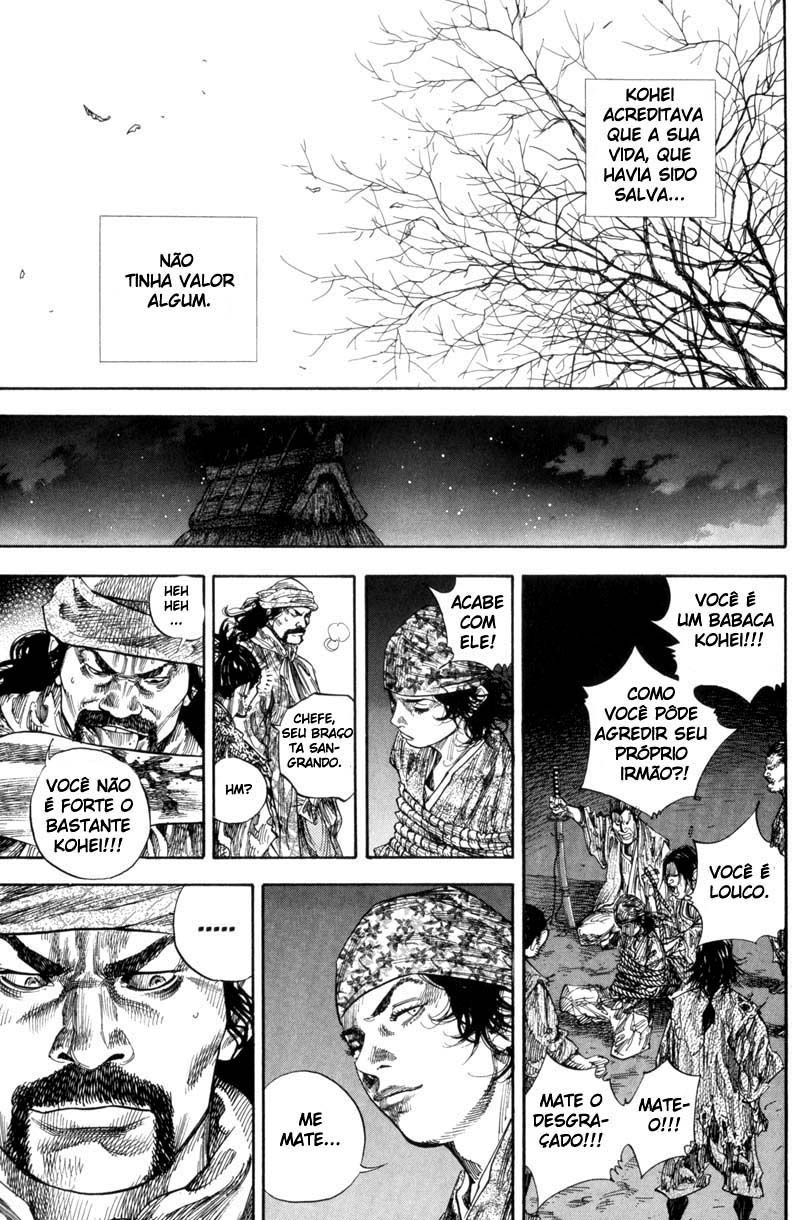 KOHEI
ACREDITAVA
QUE A SUA
VIDA, QUE
HAVIA SIDO
SALVA...
NÃO
TINHA VALOR
ALGUM.
VOCÊ É
UM BABACA
KOHEI!!!
COMO
VOCÊ PÔDE
AGREDIR SEU
PRÓPRIO
IRMÃO?!
VOCÊ É
LOUCO.
MATE-
O!!!
MATE O
DESGRA-
ÇADO!!!
ACABE
COM
ELE!
CHEFE,
SEU BRAÇO
TA SAN-
GRANDO.
HM?
HEH
HEH
...
VOCÊ NÃO
É FORTE O
BASTANTE
KOHEI!!!
ME
MATE...
.....